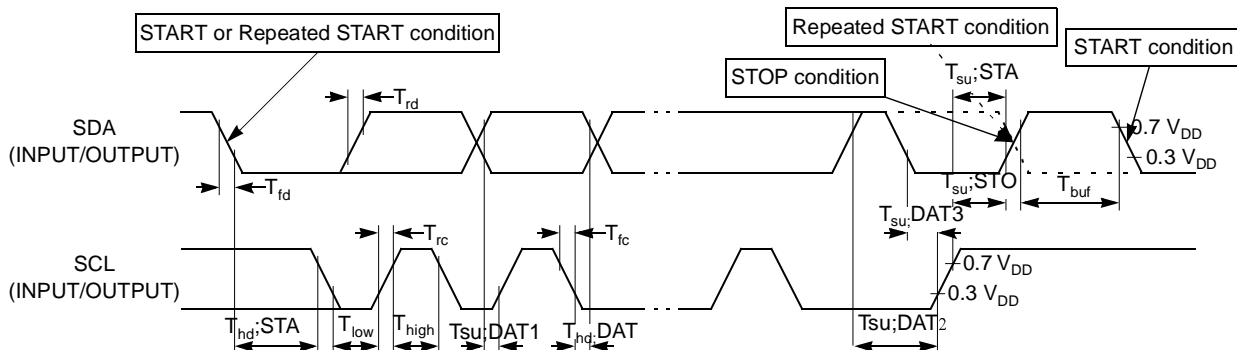 START or Repeated START condition
Repeated START condition
START condition
STOP condition
Tsu;STA
Trd
SDA
(INPUT/OUTPUT)
0.7 VDD
0.3 VDD
Tfd
Tsu;STO
Tbuf
Tsu;DAT3
Trc
Tfc
SCL
(INPUT/OUTPUT)
0.7 VDD
0.3 VDD
Thd;STA
Tlow
Thigh
Tsu;DAT1
Thd;DAT
Tsu;DAT2